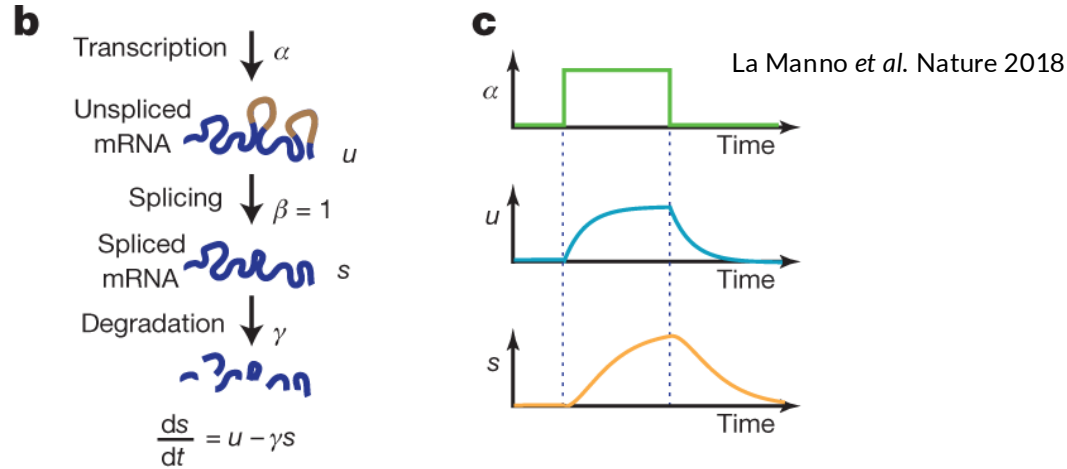 b
Transcription α
Unspliced
mRNA
u
Splicing
β = 1
Spliced
mRNA
s
Degradation
γ
ds
dt
= u − γs
c
La Manno et al. Nature 2018
α
Time
u
Time
s
Time